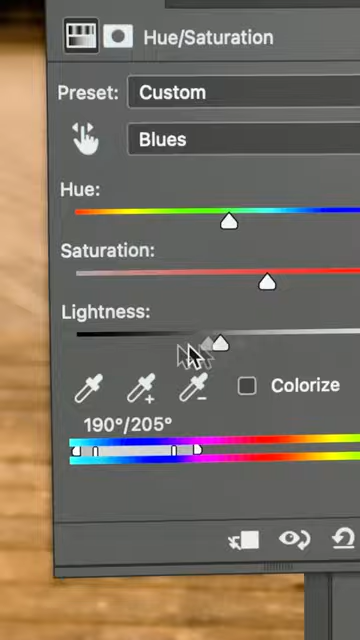 Hue/Saturation
Preset: Custom
Blues
Hue:
Saturation:
Lightness:
Colorize
190°/205°